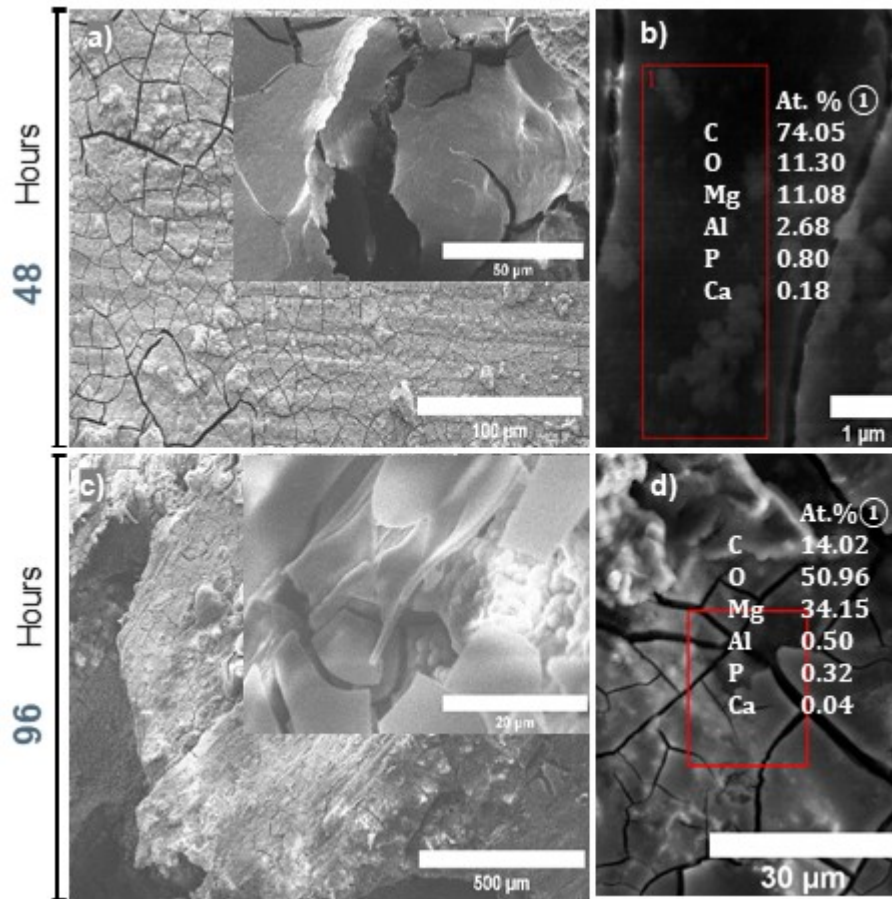 48 Hours
a)
50 µm
100 µm
b)
1
At. % ①
C 74.05
O 11.30
Mg 11.08
Al 2.68
P 0.80
Ca 0.18
1 µm
96 Hours
c)
20 µm
500 µm
d)
At.% ①
C 14.02
O 50.96
Mg 34.15
Al 0.50
P 0.32
Ca 0.04
30 µm